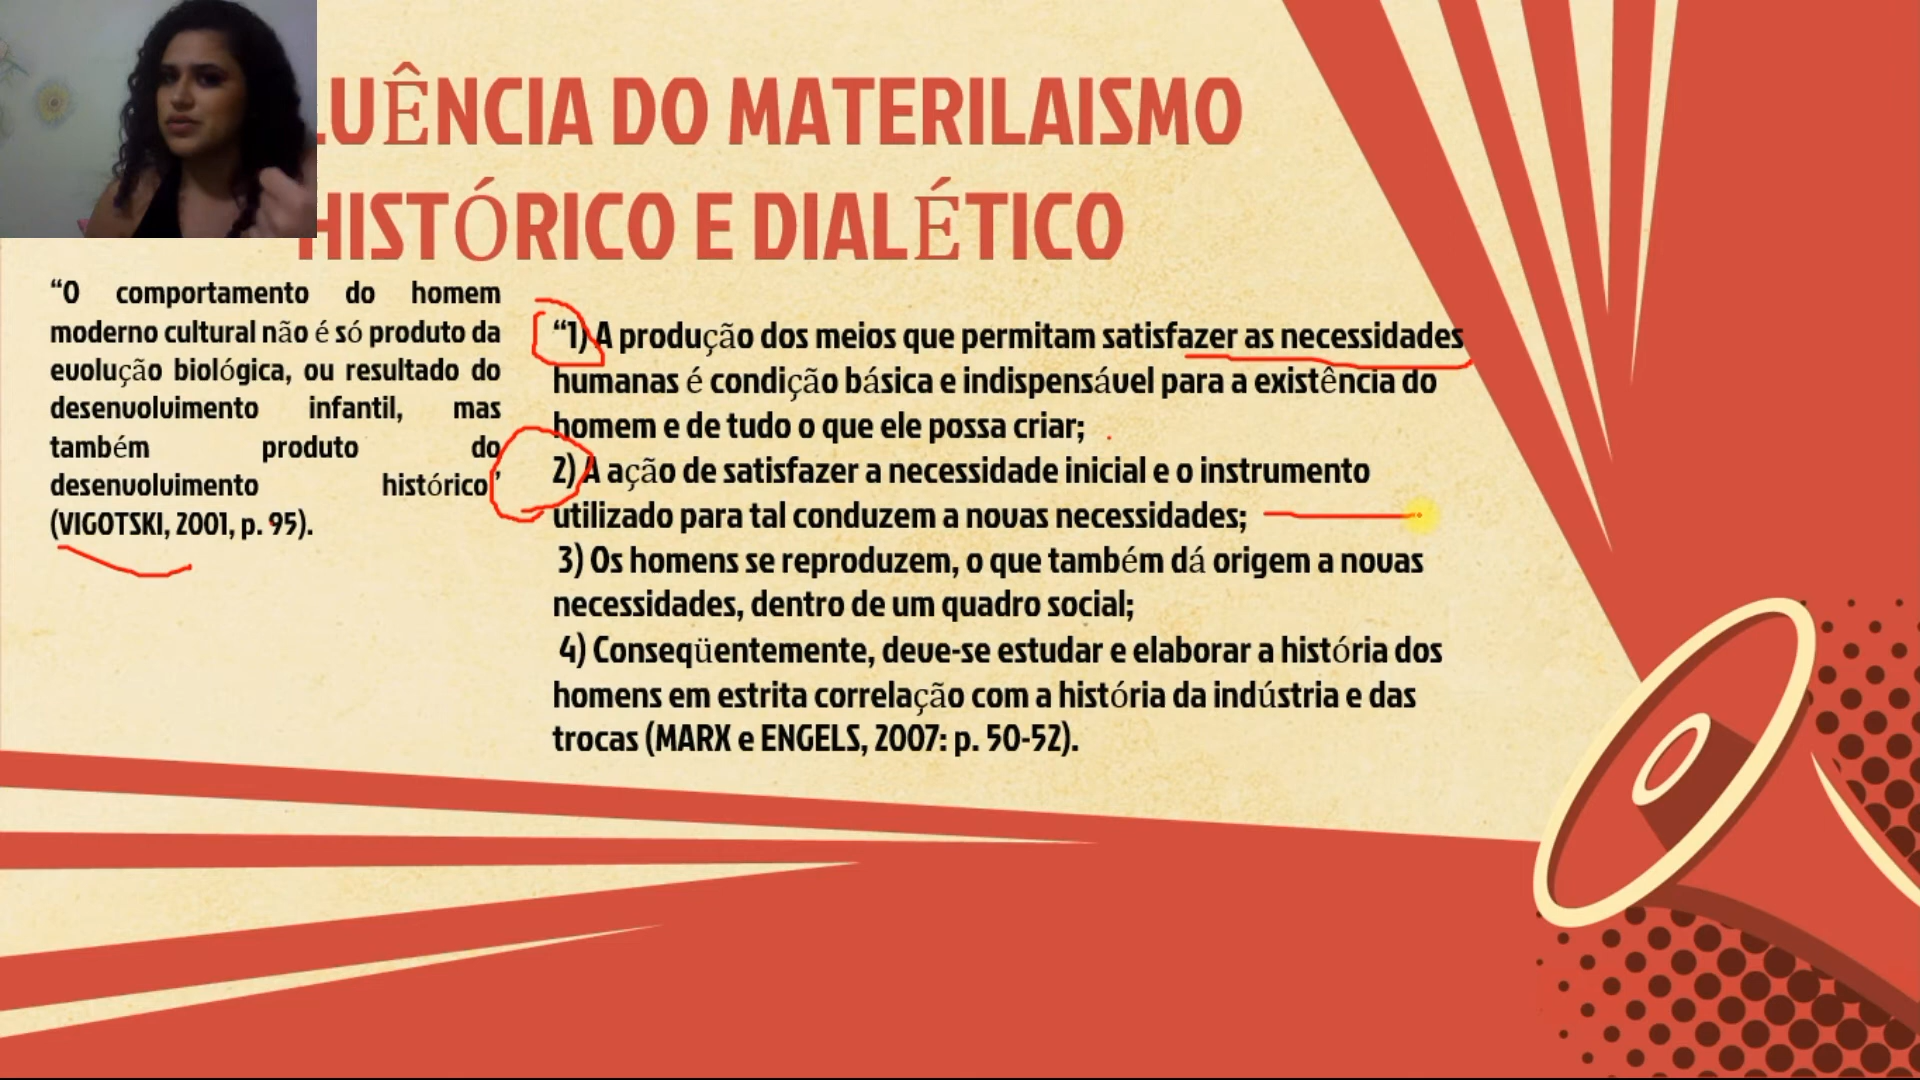 LUÊNCIA DO MATERILAISMO
HISTÓRICO E DIALÉTICO
“O comportamento do homem
moderno cultural não é só produto da
evolução biológica, ou resultado do
desenvolvimento infantil, mas
também produto do
desenvolvimento histórico”
(VIGOTSKI, 2001, p. 95).
“1) A produção dos meios que permitam satisfazer as necessidades
humanas é condição básica e indispensável para a existência do
homem e de tudo o que ele possa criar;
2) A ação de satisfazer a necessidade inicial e o instrumento
utilizado para tal conduzem a novas necessidades;
3) Os homens se reproduzem, o que também dá origem a novas
necessidades, dentro de um quadro social;
4) Conseqüentemente, deve-se estudar e elaborar a história dos
homens em estrita correlação com a história da indústria e das
trocas (MARX e ENGELS, 2007: p. 50-52).